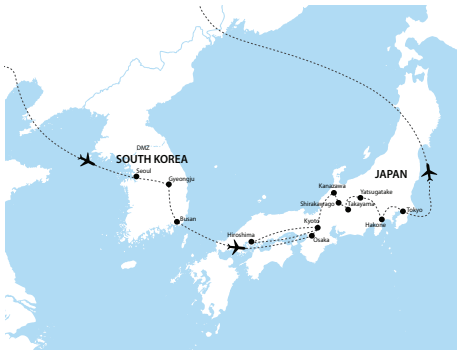 DMZ
SOUTH KOREA
Seoul
Gyeongju
Busan
JAPAN
Kanazawa
Yatsugatake
Shirakawago
Takayama
Tokyo
Kyoto
Hakone
Hiroshima
Osaka